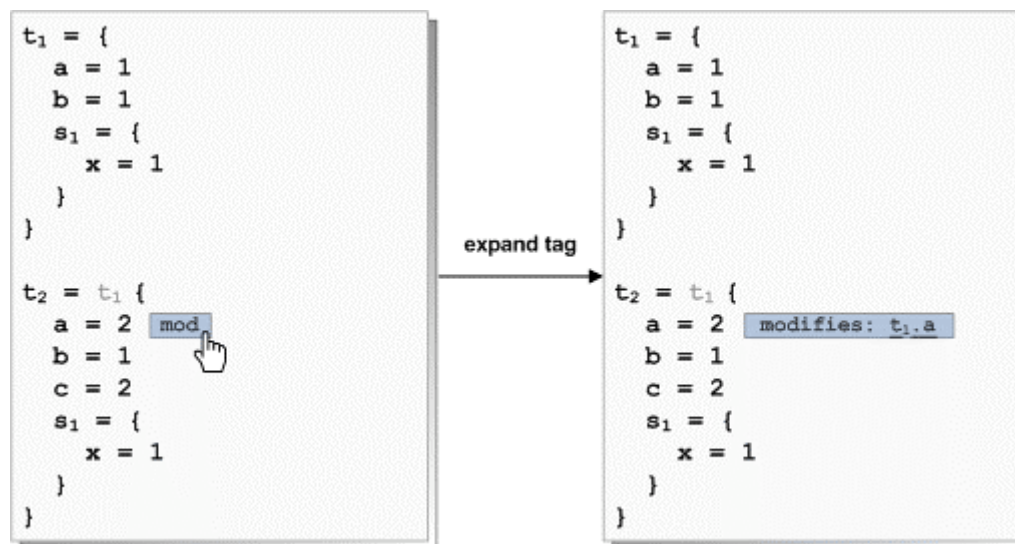 t₁ = {
a = 1
b = 1
s₁ = {
x = 1
}
}
t₂ = t₁ {
a = 2 mod
b = 1
c = 2
s₁ = {
x = 1
}
}
expand tag
t₁ = {
a = 1
b = 1
s₁ = {
x = 1
}
}
t₂ = t₁ {
a = 2 modifies: t₁.a
b = 1
c = 2
s₁ = {
x = 1
}
}